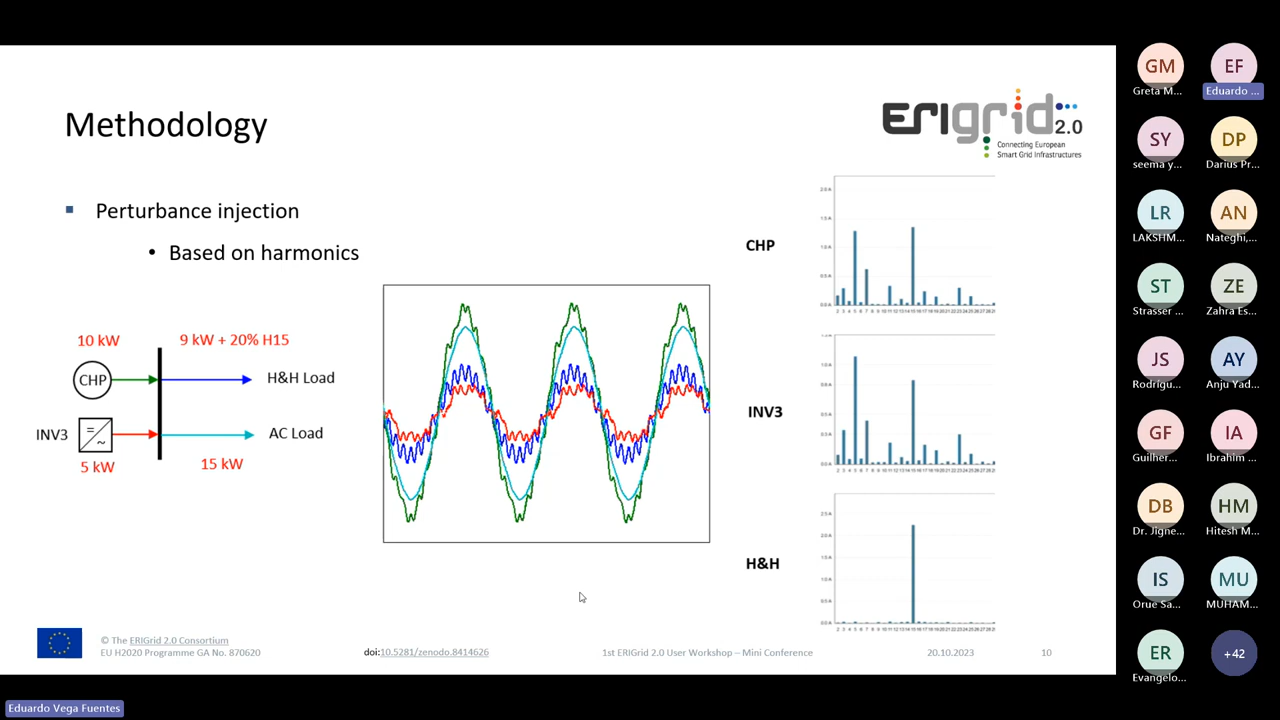 Methodology
ERIgrid 2.0
Connecting European
Smart Grid Infrastructures
▪ Perturbance injection
• Based on harmonics
10 kW
9 kW + 20% H15
CHP
H&H Load
INV3
=
~
AC Load
5 kW
15 kW
CHP
INV3
H&H
© The ERIGrid 2.0 Consortium
EU H2020 Programme GA No. 870620
doi:10.5281/zenodo.8414626
1st ERIGrid 2.0 User Workshop – Mini Conference
20.10.2023
10
GM
Greta M...
EF
Eduardo ...
SY
seema y...
DP
Darius Pr...
LR
LAKSHM...
AN
Nateghi,...
ST
Strasser ...
ZE
Zahra Es...
JS
Rodrígu...
AY
Anju Yad...
GF
Guilher...
IA
Ibrahim ...
DB
Dr. Jigne...
HM
Hitesh M...
IS
Orue Sa...
MU
MUHAM...
ER
Evangelo...
+42
Eduardo Vega Fuentes